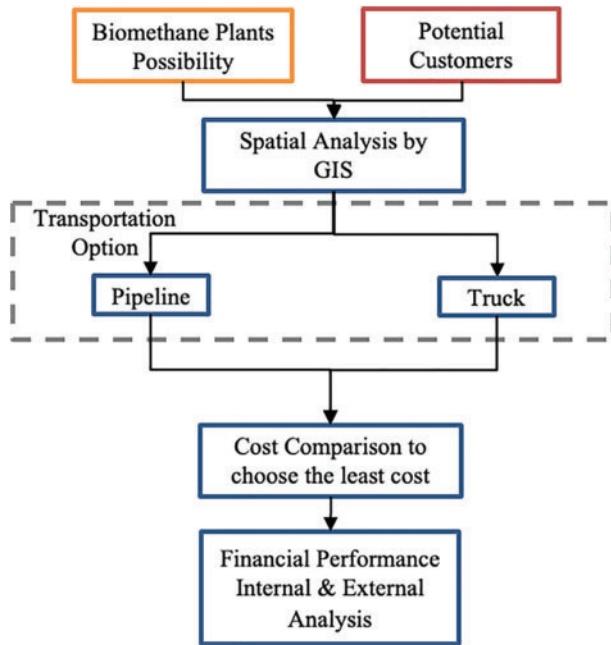 Biomethane Plants
Possibility
Potential
Customers
Spatial Analysis by
GIS
Transportation
Option
Pipeline
Truck
Cost Comparison to
choose the least cost
Financial Performance
Internal & External
Analysis